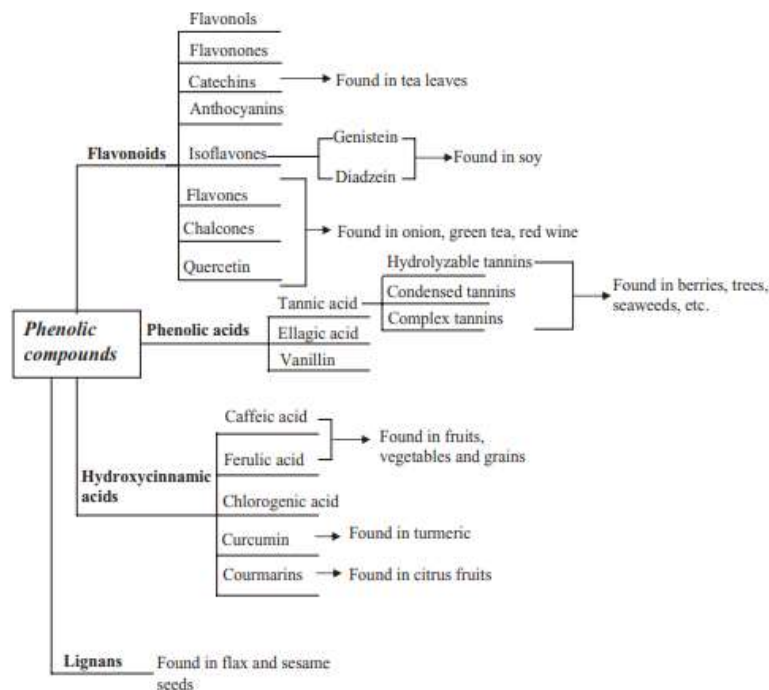 Flavonols
Flavonones
Catechins
Found in tea leaves
Anthocyanins
Flavonoids
Isoflavones
Genistein
Diadzein
Found in soy
Flavones
Chalcones
Quercetin
Found in onion, green tea, red wine
Phenolic
compounds
Phenolic acids
Tannic acid
Hydrolyzable tannins
Condensed tannins
Complex tannins
Found in berries, trees,
seaweeds, etc.
Ellagic acid
Vanillin
Hydroxycinnamic
acids
Caffeic acid
Ferulic acid
Found in fruits,
vegetables and grains
Chlorogenic acid
Curcumin
Found in turmeric
Courmarins
Found in citrus fruits
Lignans
Found in flax and sesame
seeds